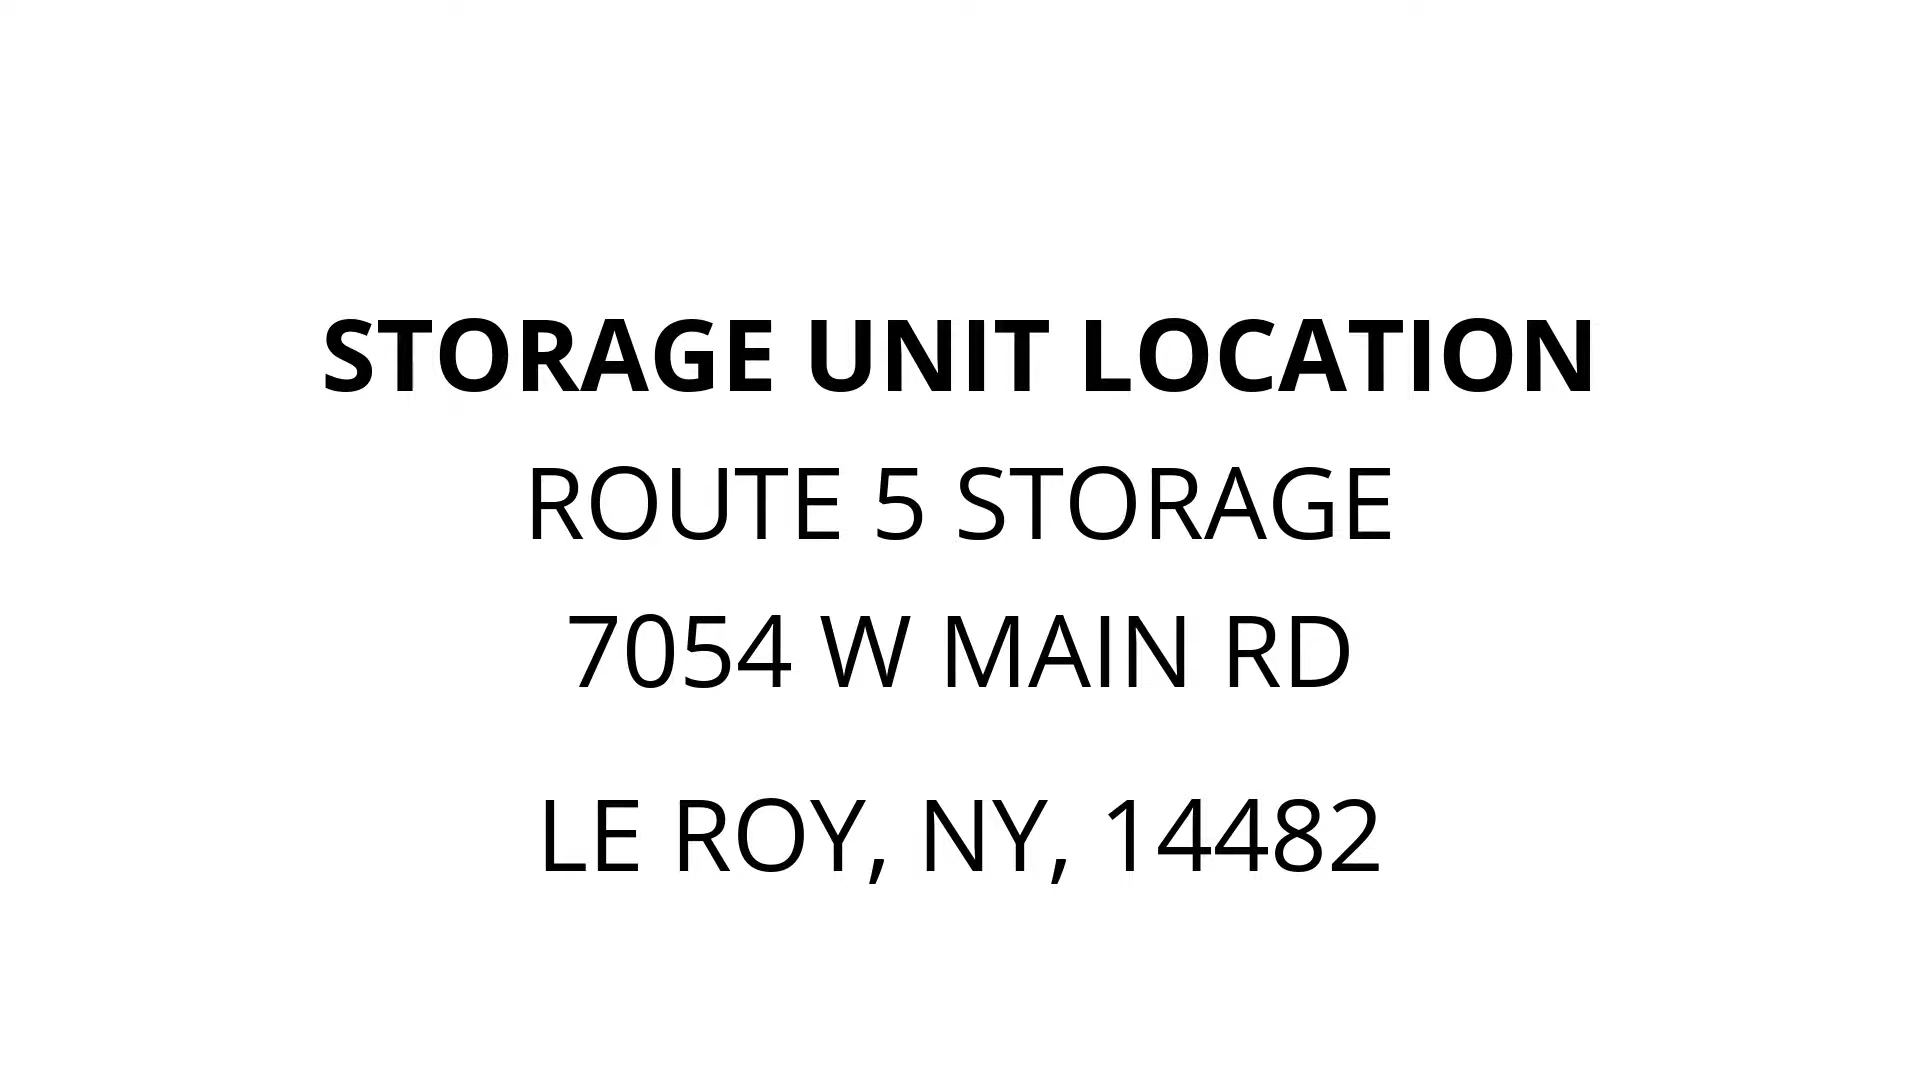 STORAGE UNIT LOCATION
ROUTE 5 STORAGE
7054 W MAIN RD
LE ROY, NY, 14482